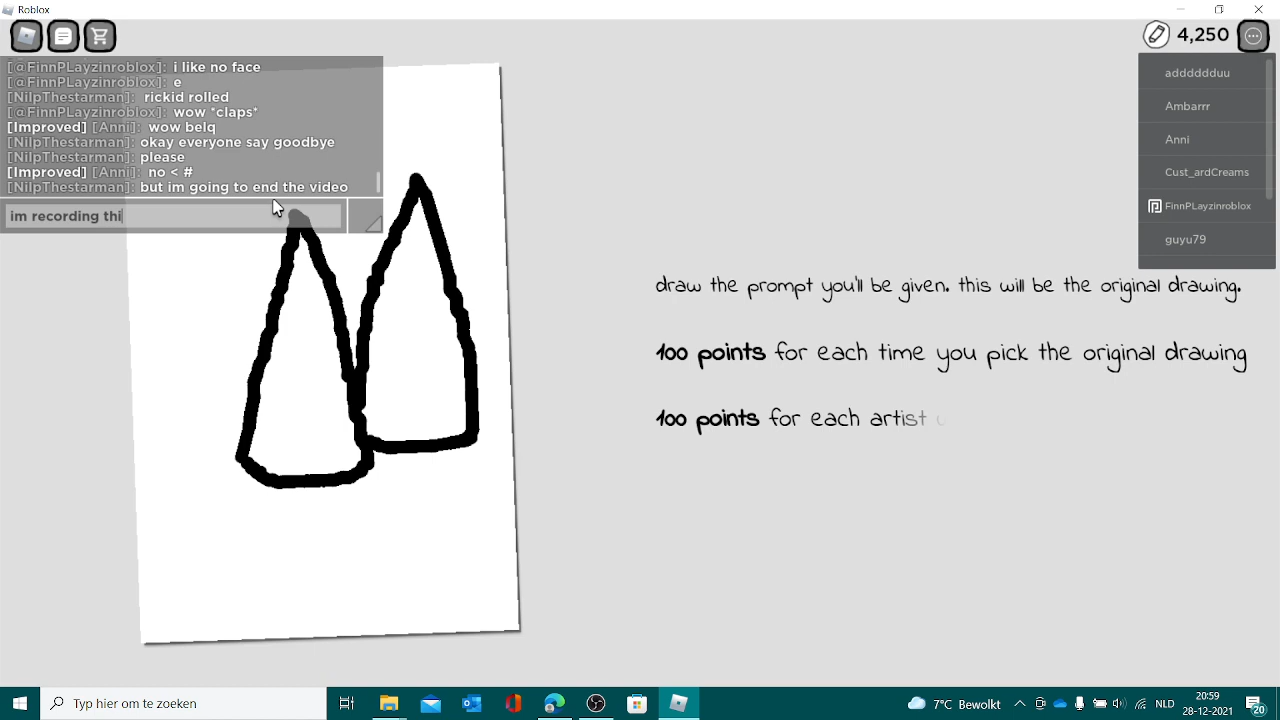 Roblox
4,250
[@FinnPLayzinroblox]: i like no face
[@FinnPLayzinroblox]: e
[NilpThestarman]: rickid rolled
[@FinnPLayzinroblox]: wow *claps*
[Improved] [Anni]: wow belq
[NilpThestarman]: okay everyone say goodbye
[NilpThestarman]: please
[Improved] [Anni]: no < #
[NilpThestarman]: but im going to end the video
im recording thi
adddddduu
Ambarrr
Anni
Cust_ardCreams
FinnPLayzinroblox
guyu79
draw the prompt you'll be given. this will be the original drawing.
100 points for each time you pick the original drawing
100 points for each artist
Typ hier om te zoeken
7°C Bewolkt
NLD
20:59
28-12-2021
20